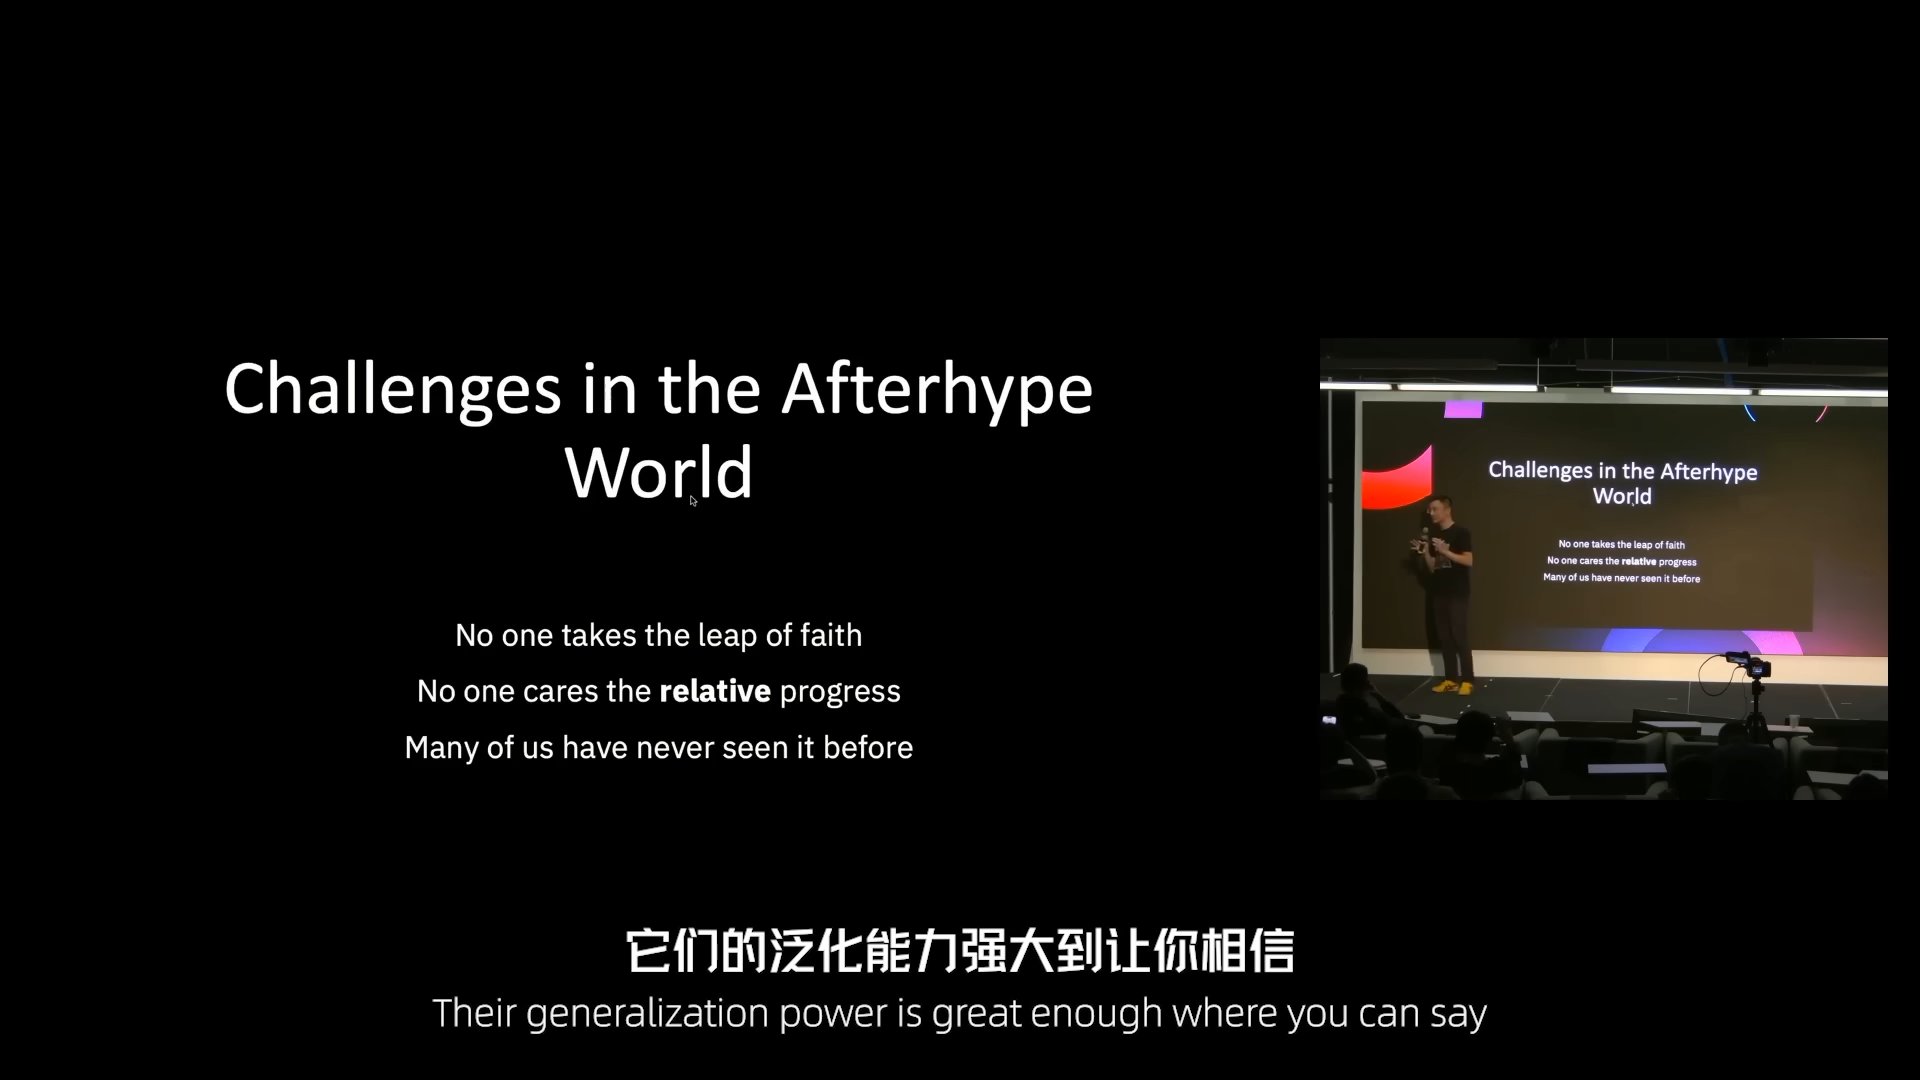 Challenges in the Afterhype
World
No one takes the leap of faith
No one cares the relative progress
Many of us have never seen it before
Challenges in the Afterhype
World
No one takes the leap of faith
No one cares the relative progress
Many of us have never seen it before
它们的泛化能力强大到让你相信
Their generalization power is great enough where you can say